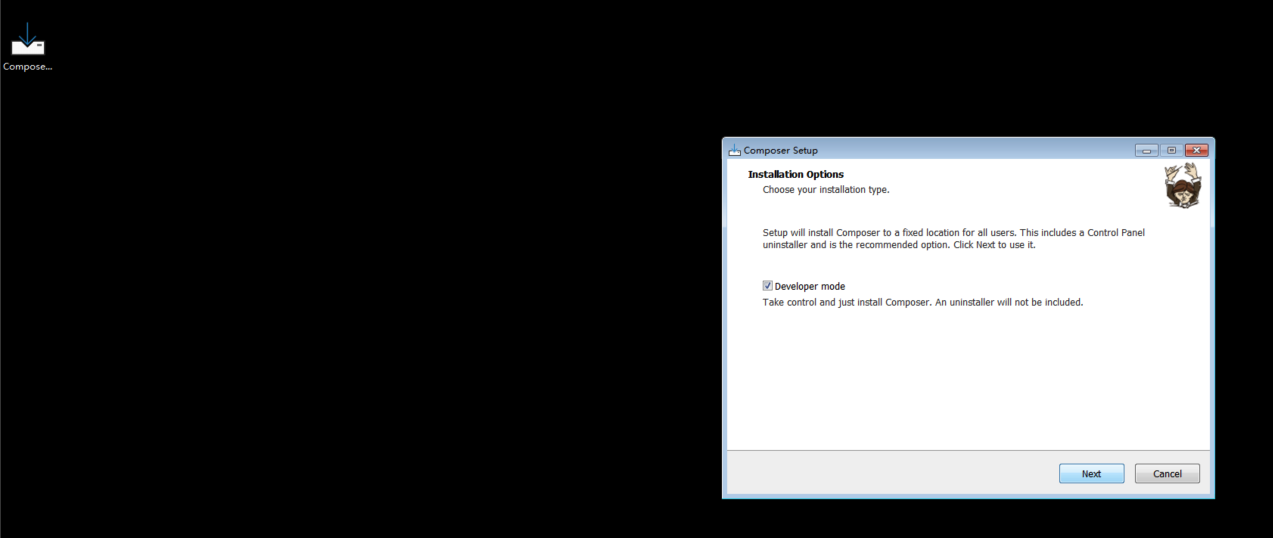 Compose...
Composer Setup
Installation Options
Choose your installation type.
Setup will install Composer to a fixed location for all users. This includes a Control Panel
uninstaller and is the recommended option. Click Next to use it.
Developer mode
Take control and just install Composer. An uninstaller will not be included.
Next
Cancel